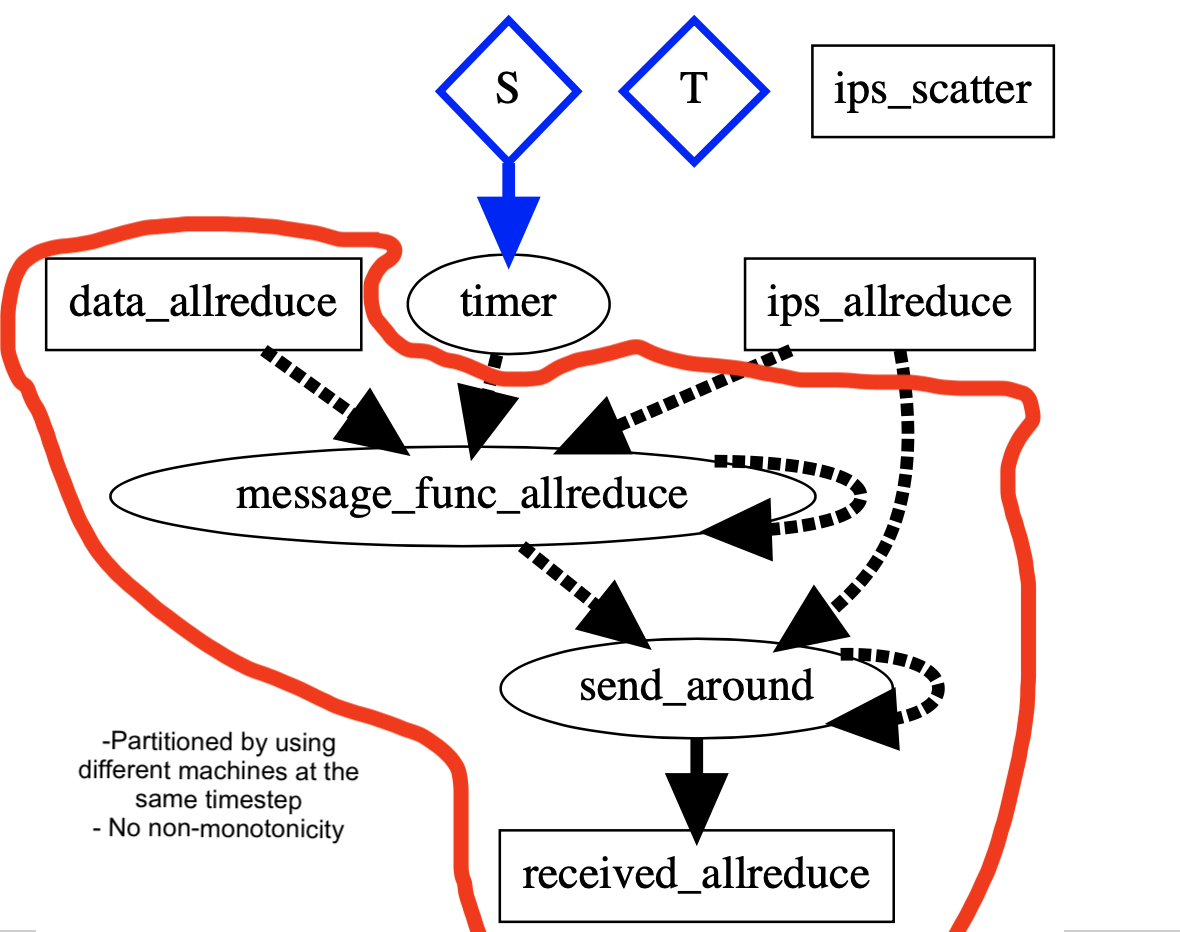 S
T
ips_scatter
data_allreduce
timer
ips_allreduce
message_func_allreduce
send_around
-Partitioned by using
different machines at the
same timestep
- No non-monotonicity
received_allreduce